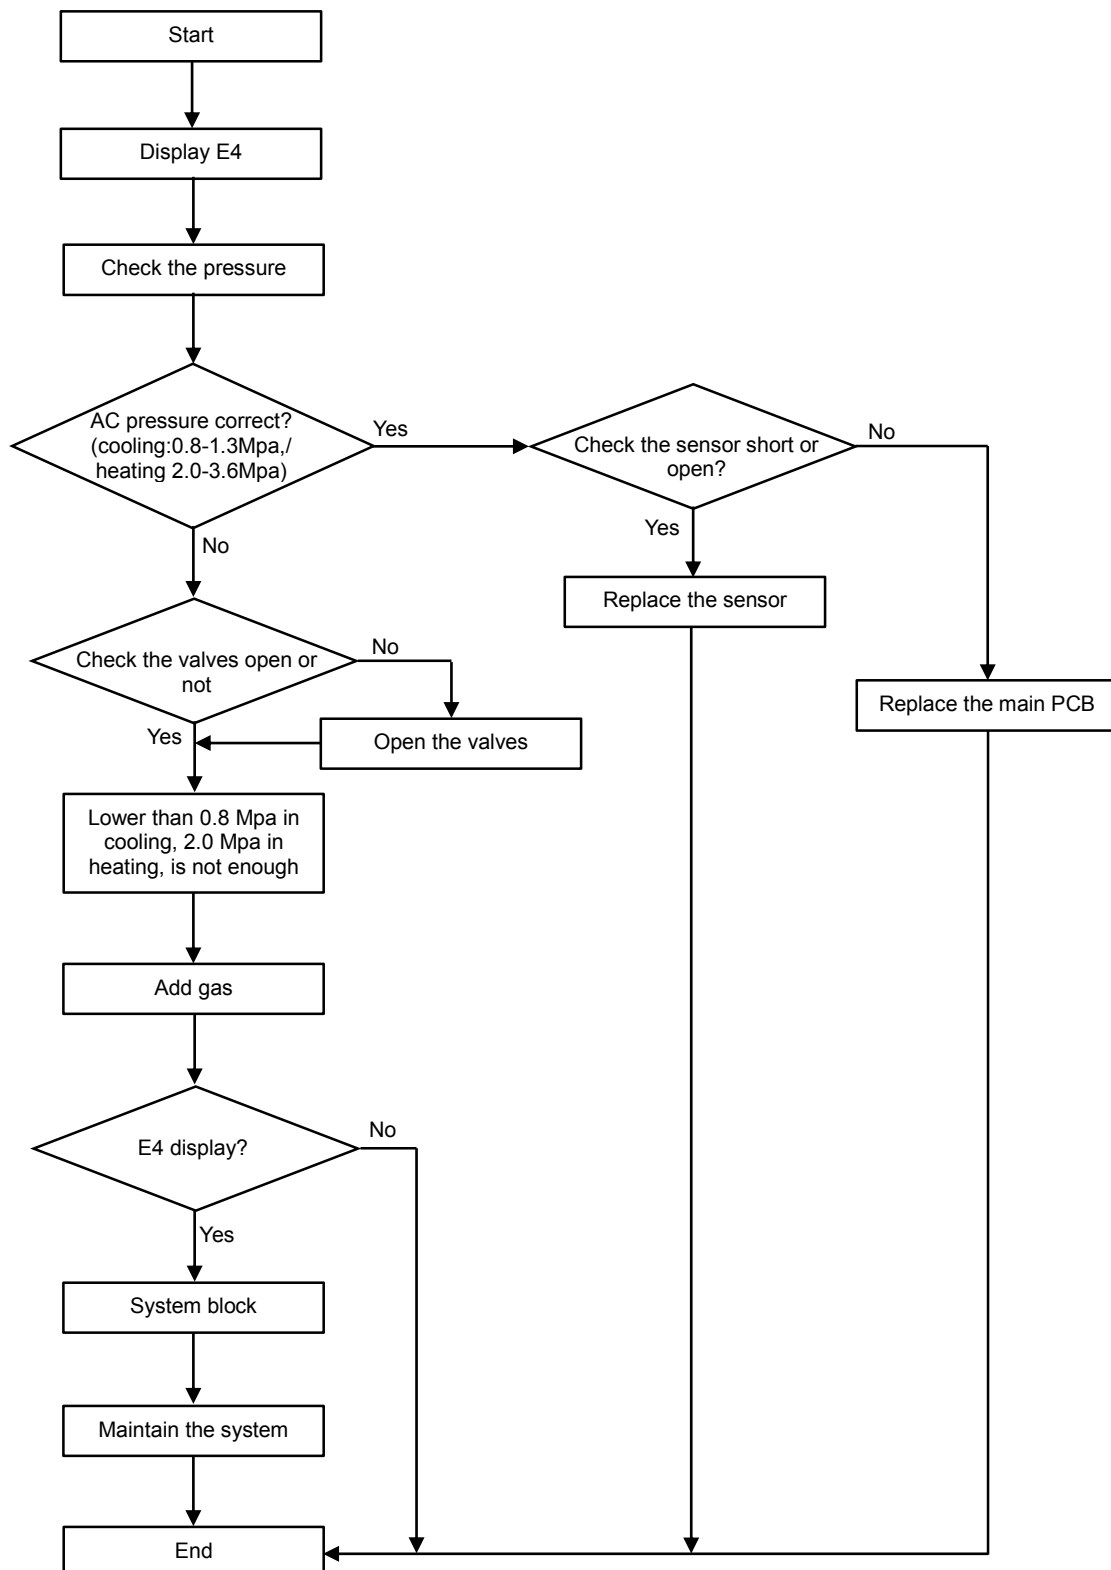 Start
Display E4
Check the pressure
AC pressure correct?
(cooling:0.8-1.3Mpa,/
heating 2.0-3.6Mpa)
Yes
Check the sensor short or
open?
No
Yes
No
Replace the sensor
Check the valves open or
not
No
Replace the main PCB
Yes
Open the valves
Lower than 0.8 Mpa in
cooling, 2.0 Mpa in
heating, is not enough
Add gas
E4 display?
No
Yes
System block
Maintain the system
End